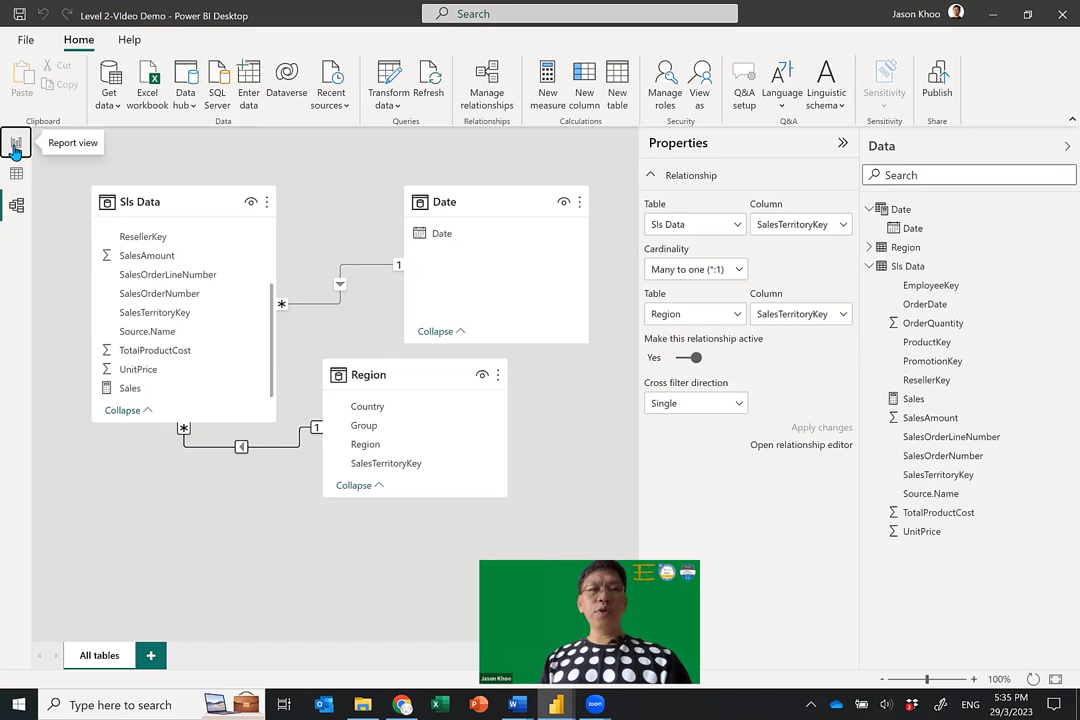 Level 2-Video Demo - Power BI Desktop
Search
Jason Khoo
File Home Help
Paste
Cut
Copy
Get data
Excel workbook
Data hub
SQL Server
Enter data
Dataverse
Recent sources
Transform data
Refresh
Manage relationships
New measure
New column
New table
Manage roles
View as
Q&A setup
Language
Linguistic schema
Sensitivity
Publish
Clipboard Data Queries Relationships Calculations Security Q&A Sensitivity Share
Report view
Sls Data
ResellerKey
SalesAmount
SalesOrderLineNumber
SalesOrderNumber
SalesTerritoryKey
Source.Name
TotalProductCost
UnitPrice
Sales
Collapse
*
1
Date
Date
Collapse
*
1
Region
Country
Group
Region
SalesTerritoryKey
Collapse
Properties
Relationship
Table Column
Sls Data SalesTerritoryKey
Cardinality
Many to one (*:1)
Table Column
Region SalesTerritoryKey
Make this relationship active
Yes
Cross filter direction
Single
Apply changes
Open relationship editor
Data
Search
Date
Date
Region
Sls Data
EmployeeKey
OrderDate
OrderQuantity
ProductKey
PromotionKey
ResellerKey
Sales
SalesAmount
SalesOrderLineNumber
SalesOrderNumber
SalesTerritoryKey
Source.Name
TotalProductCost
UnitPrice
Jason Khoo
All tables
100%
Type here to search
ENG
5:35 PM
29/3/2023